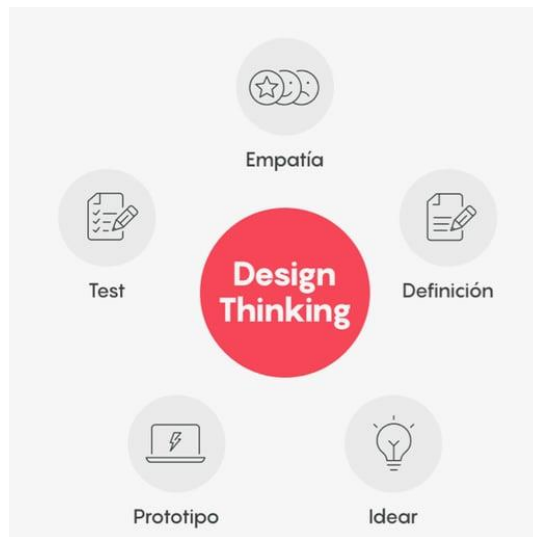 Empatía
Test
Design
Thinking
Definición
Prototipo
Idear